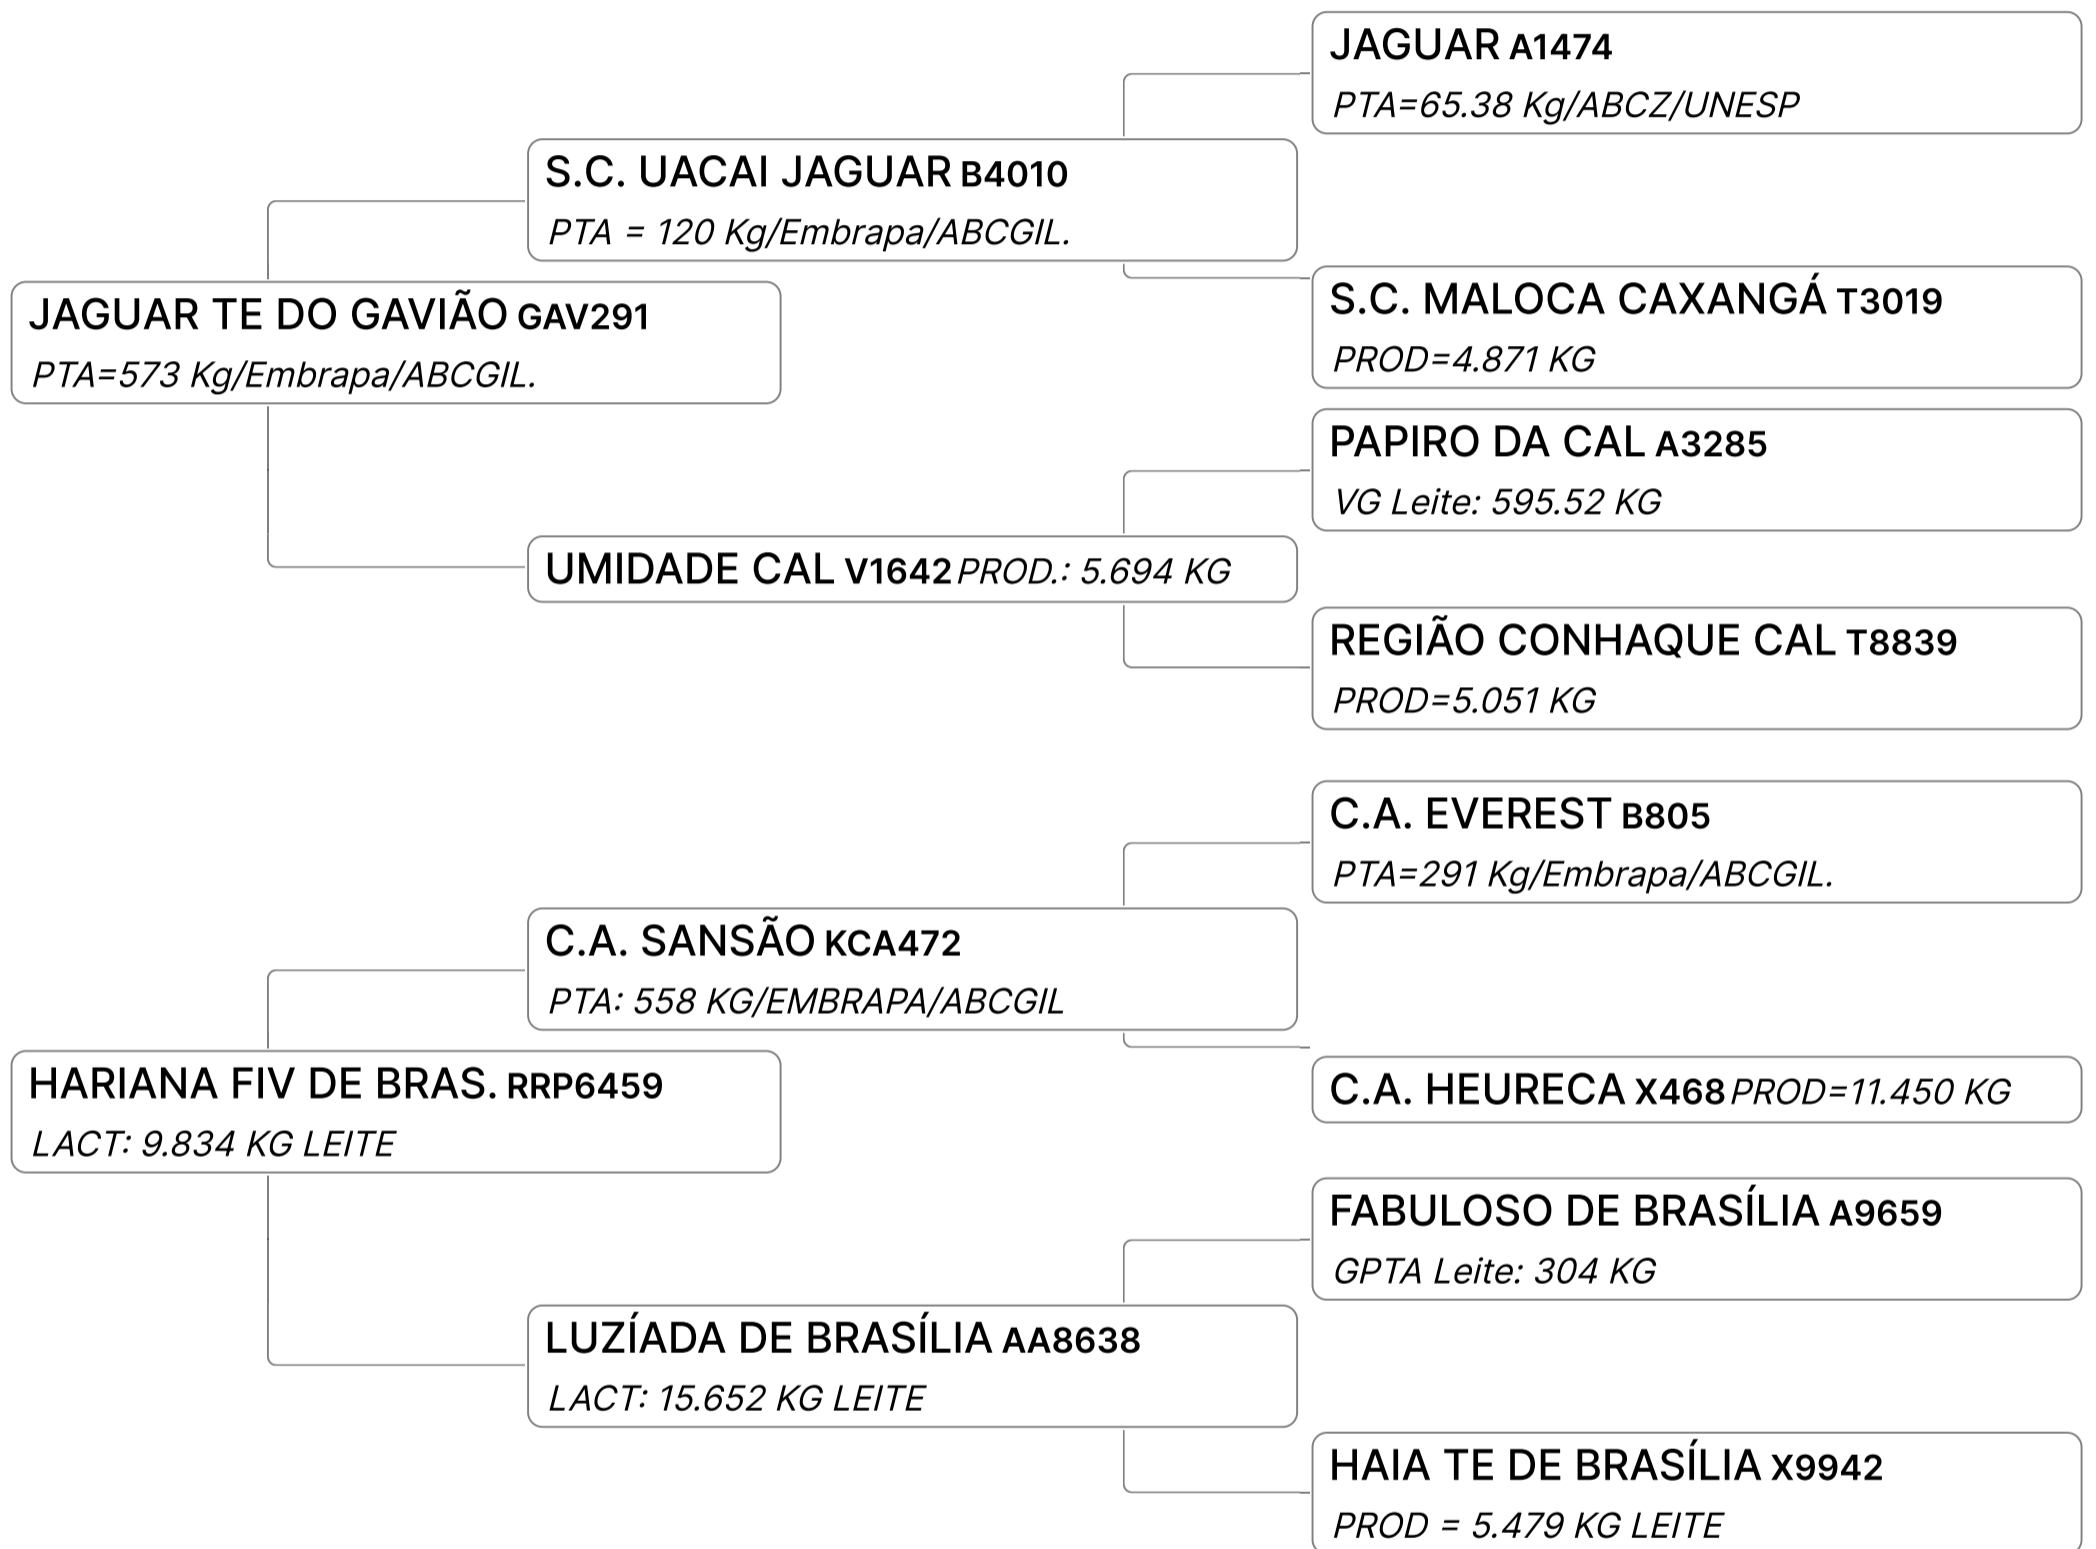 JAGUAR A1474
PTA=65.38 Kg/ABCZ/UNESP
S.C. UACAI JAGUAR B4010
PTA = 120 Kg/Embrapa/ABCGIL.
S.C. MALOCA CAXANGÁ T3019
PROD=4.871 KG
JAGUAR TE DO GAVIÃO GAV291
PTA=573 Kg/Embrapa/ABCGIL.
PAPIRO DA CAL A3285
VG Leite: 595.52 KG
UMIDADE CAL V1642 PROD.: 5.694 KG
REGIÃO CONHAQUE CAL T8839
PROD=5.051 KG
C.A. EVEREST B805
PTA=291 Kg/Embrapa/ABCGIL.
C.A. SANSÃO KCA472
PTA: 558 KG/EMBRAPA/ABCGIL
C.A. HEURECA X468 PROD=11.450 KG
HARIANA FIV DE BRAS. RRP6459
LACT: 9.834 KG LEITE
FABULOSO DE BRASÍLIA A9659
GPTA Leite: 304 KG
LUZÍADA DE BRASÍLIA AA8638
LACT: 15.652 KG LEITE
HAIA TE DE BRASÍLIA X9942
PROD = 5.479 KG LEITE